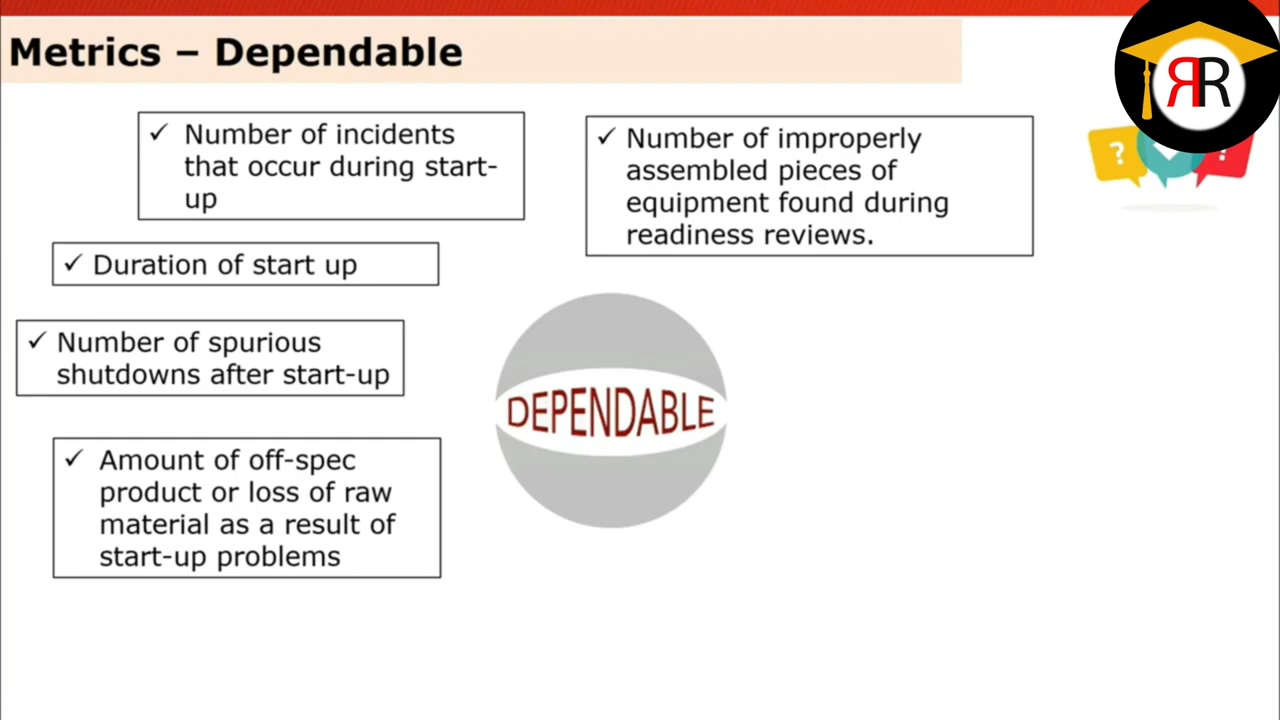 Metrics – Dependable
ЯR
✓ Number of incidents
that occur during start-
up
✓ Number of improperly
assembled pieces of
equipment found during
readiness reviews.
? !
✓ Duration of start up
✓ Number of spurious
shutdowns after start-up
DEPENDABLE
✓ Amount of off-spec
product or loss of raw
material as a result of
start-up problems